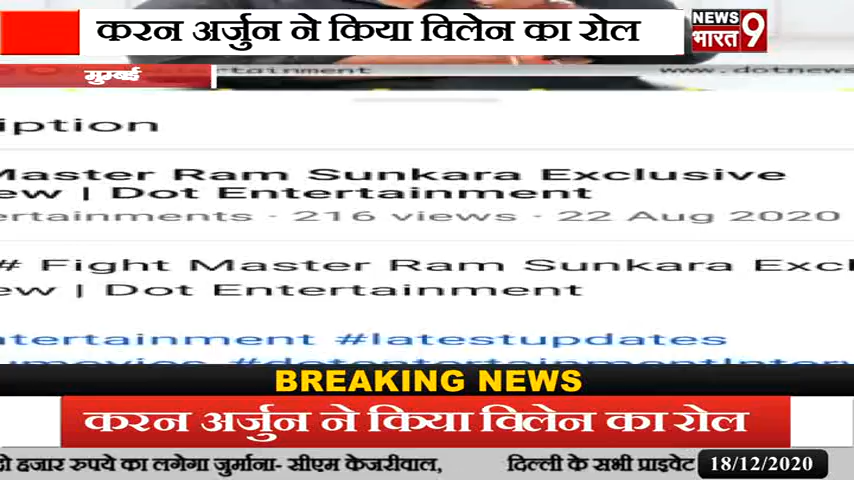 करन अर्जुन ने किया विलेन का रोल
NEWS
भारत 9
मुम्बई
rtainment
www.dotnews
iption
Master Ram Sunkara Exclusive
ew | Dot Entertainment
ertainments · 216 views · 22 Aug 2020
# Fight Master Ram Sunkara Excl
ew | Dot Entertainment
ntertainment #latestupdates
BREAKING NEWS
करन अर्जुन ने किया विलेन का रोल
दो हजार रुपये का लगेगा जुर्माना- सीएम केजरीवाल, दिल्ली के सभी प्राइवेट
18/12/2020